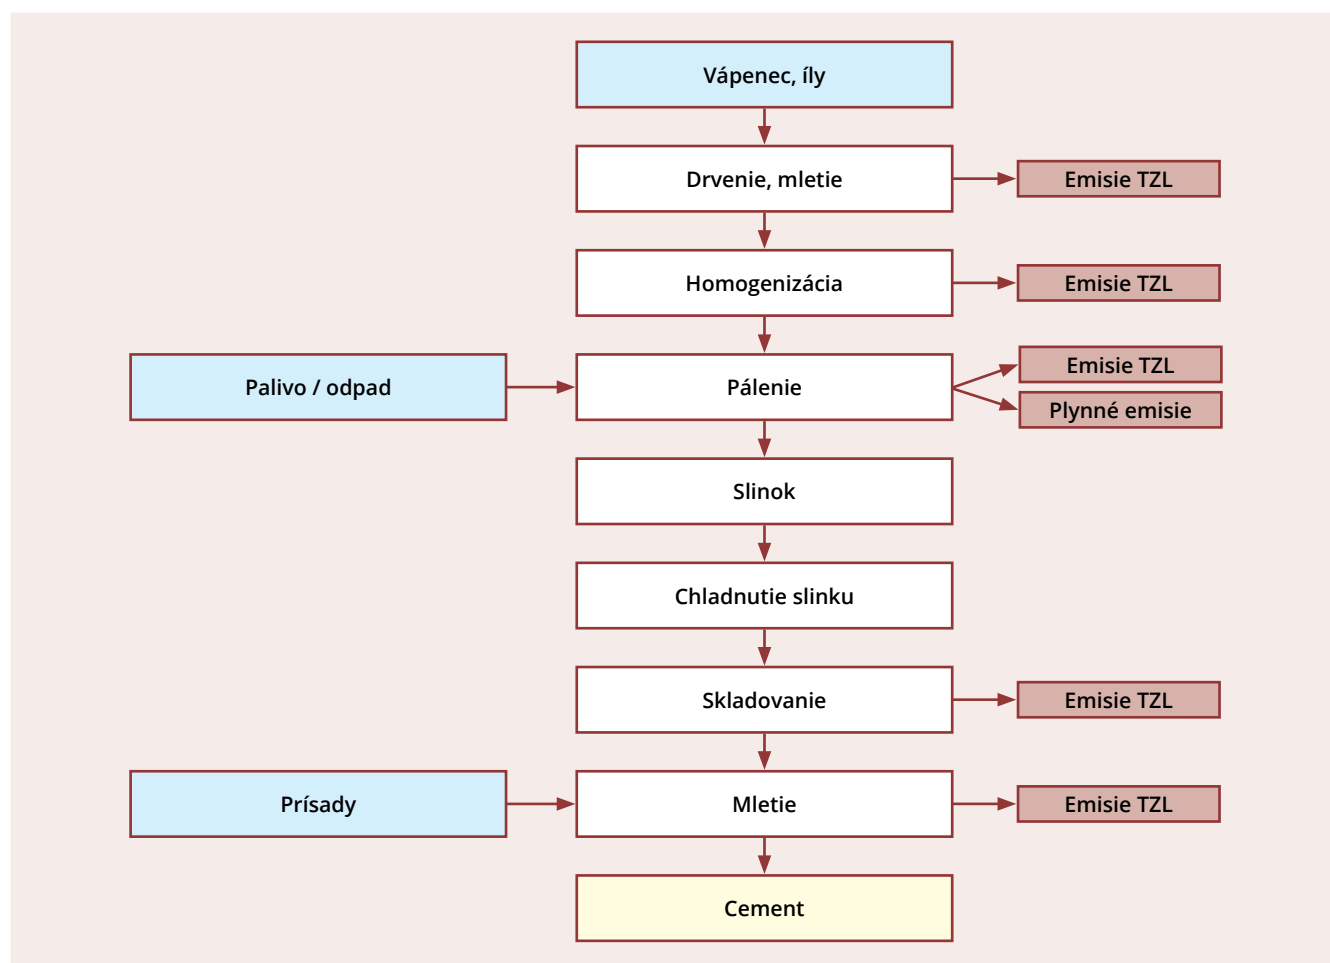 Vápenec, íly
Drvenie, mletie
Emisie TZL
Homogenizácia
Emisie TZL
Palivo / odpad
Pálenie
Emisie TZL
Plynné emisie
Slinok
Chladnutie slinku
Skladovanie
Emisie TZL
Prísady
Mletie
Emisie TZL
Cement